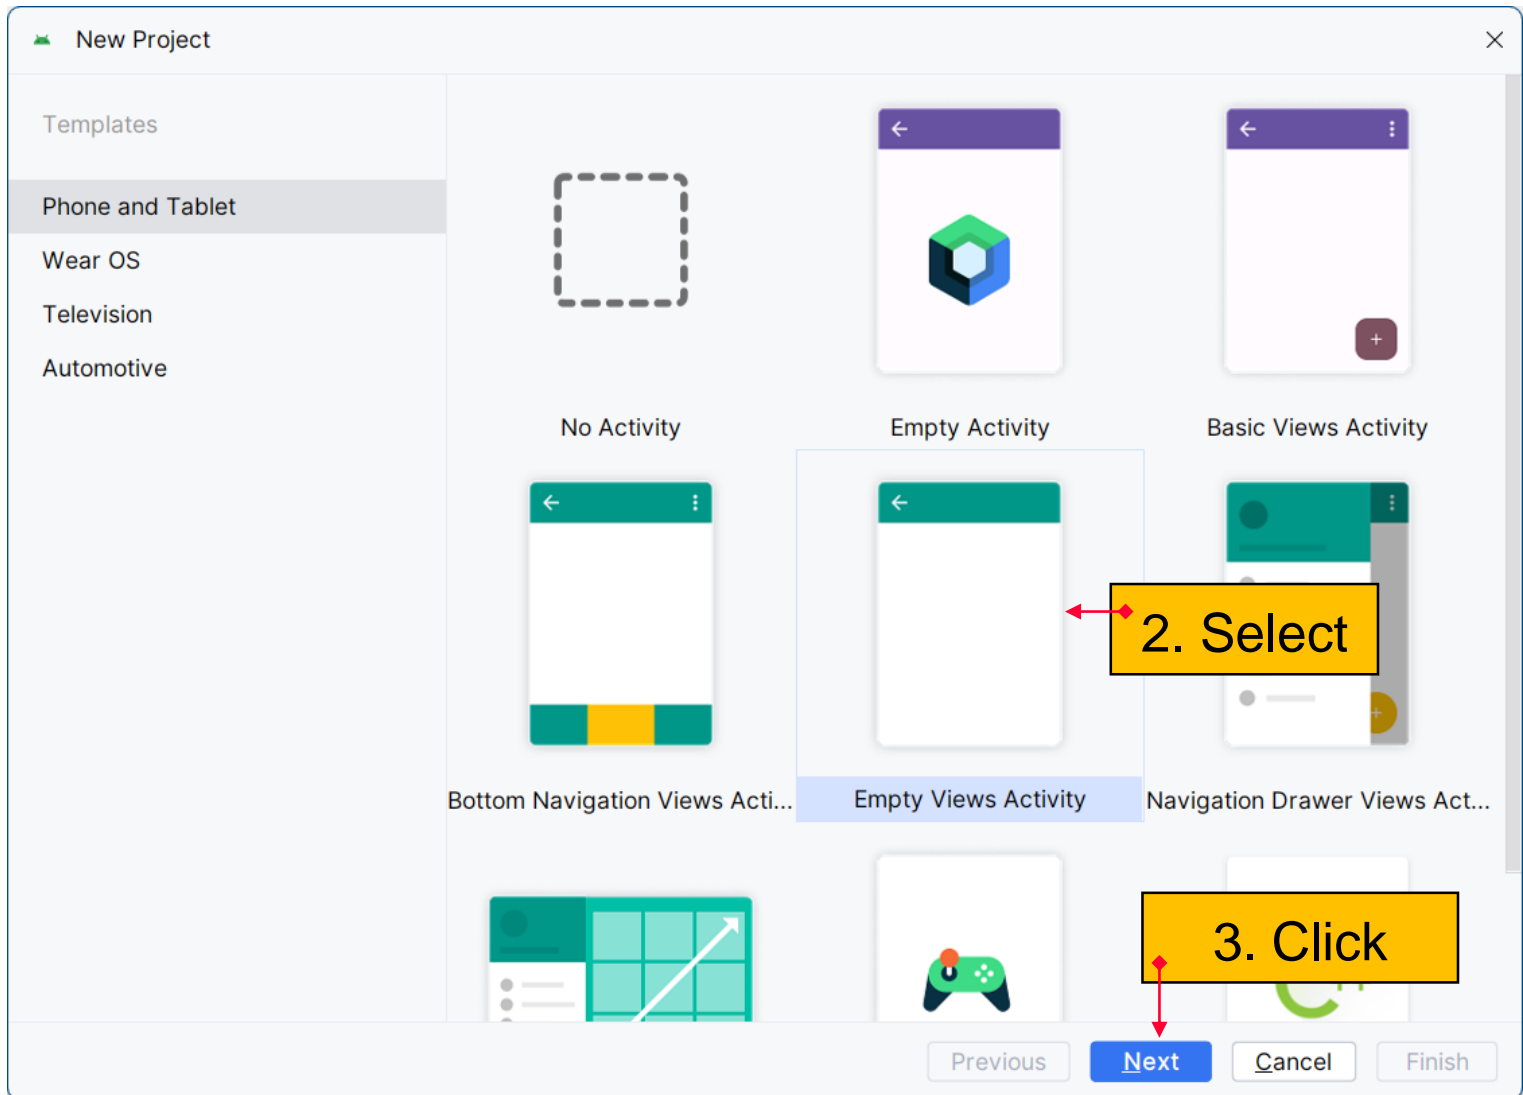 New Project
Templates
Phone and Tablet
Wear OS
Television
Automotive
No Activity
Empty Activity
Basic Views Activity
2. Select
Bottom Navigation Views Acti...
Empty Views Activity
Navigation Drawer Views Act...
3. Click
Previous
Next
Cancel
Finish